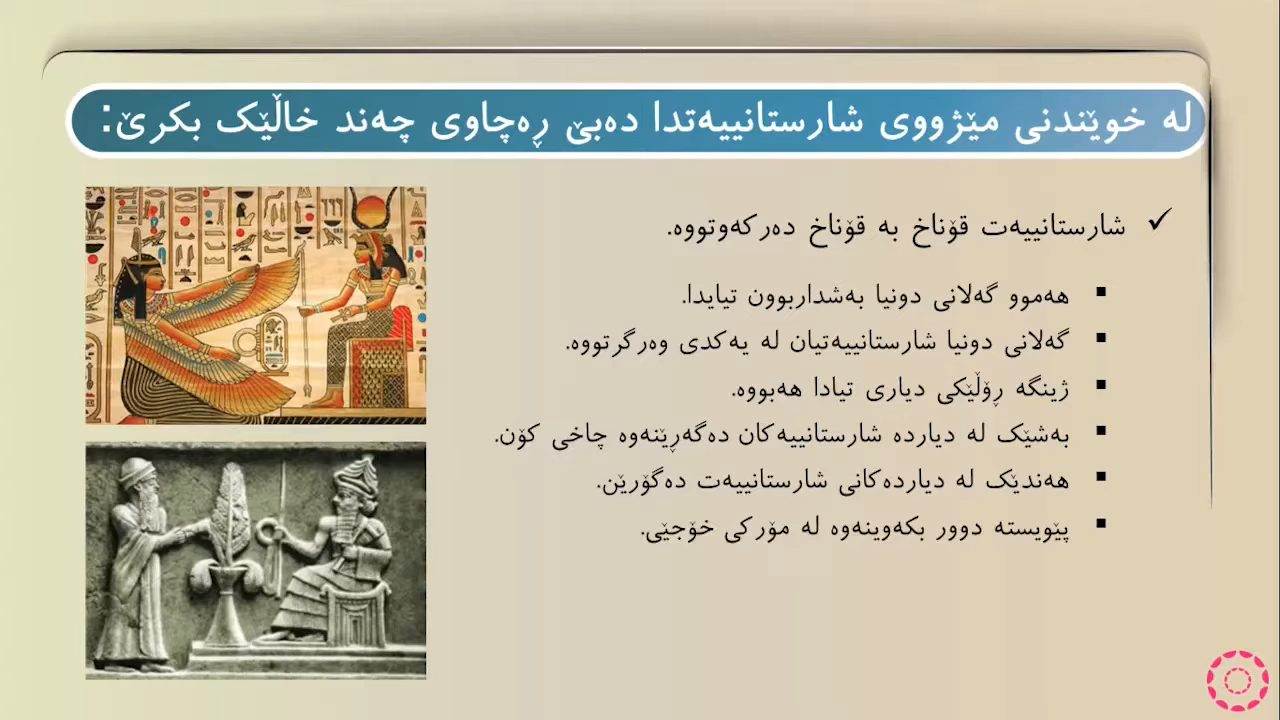 لە خوێندنی مێژووی شارستانییەتدا دەبێ ڕەچاوی چەند خاڵێک بکرێ:
✓ شارستانییەت قۆناخ بە قۆناخ دەرکەوتووە.
▪ هەموو گەلانی دونیا بەشداربوون تیایدا.
▪ گەلانی دونیا شارستانییەتیان لە یەکدی وەرگرتووە.
▪ ژینگە ڕۆڵێکی دیاری تیادا هەبووە.
▪ بەشێک لە دیاردە شارستانییەکان دەگەڕێنەوە چاخی کۆن.
▪ هەندێک لە دیاردەکانی شارستانییەت دەگۆڕێن.
▪ پێویستە دوور بکەوینەوە لە مۆرکی خۆجێی.